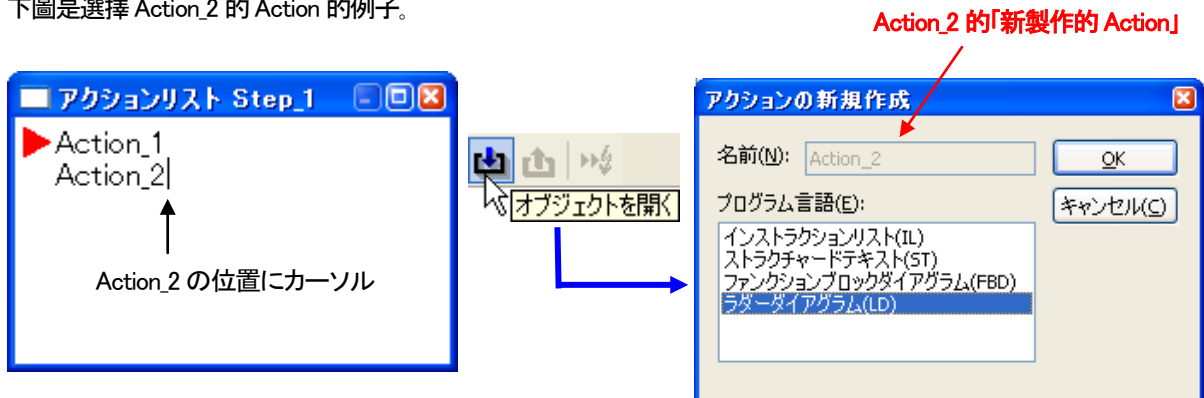 下圖是選擇 Action_2 的 Action 的例子。
Action_2 的「新製作的 Action」
アクションリスト Step_1
Action_1
Action_2
Action_2 の位置にカーソル
オブジェクトを開く
アクションの新規作成
名前(N): Action_2
OK
プログラム言語(E):
キャンセル(C)
インストラクションリスト(IL)
ストラクチャードテキスト(ST)
ファンクションブロックダイアグラム(FBD)
ラダーダイアグラム(LD)